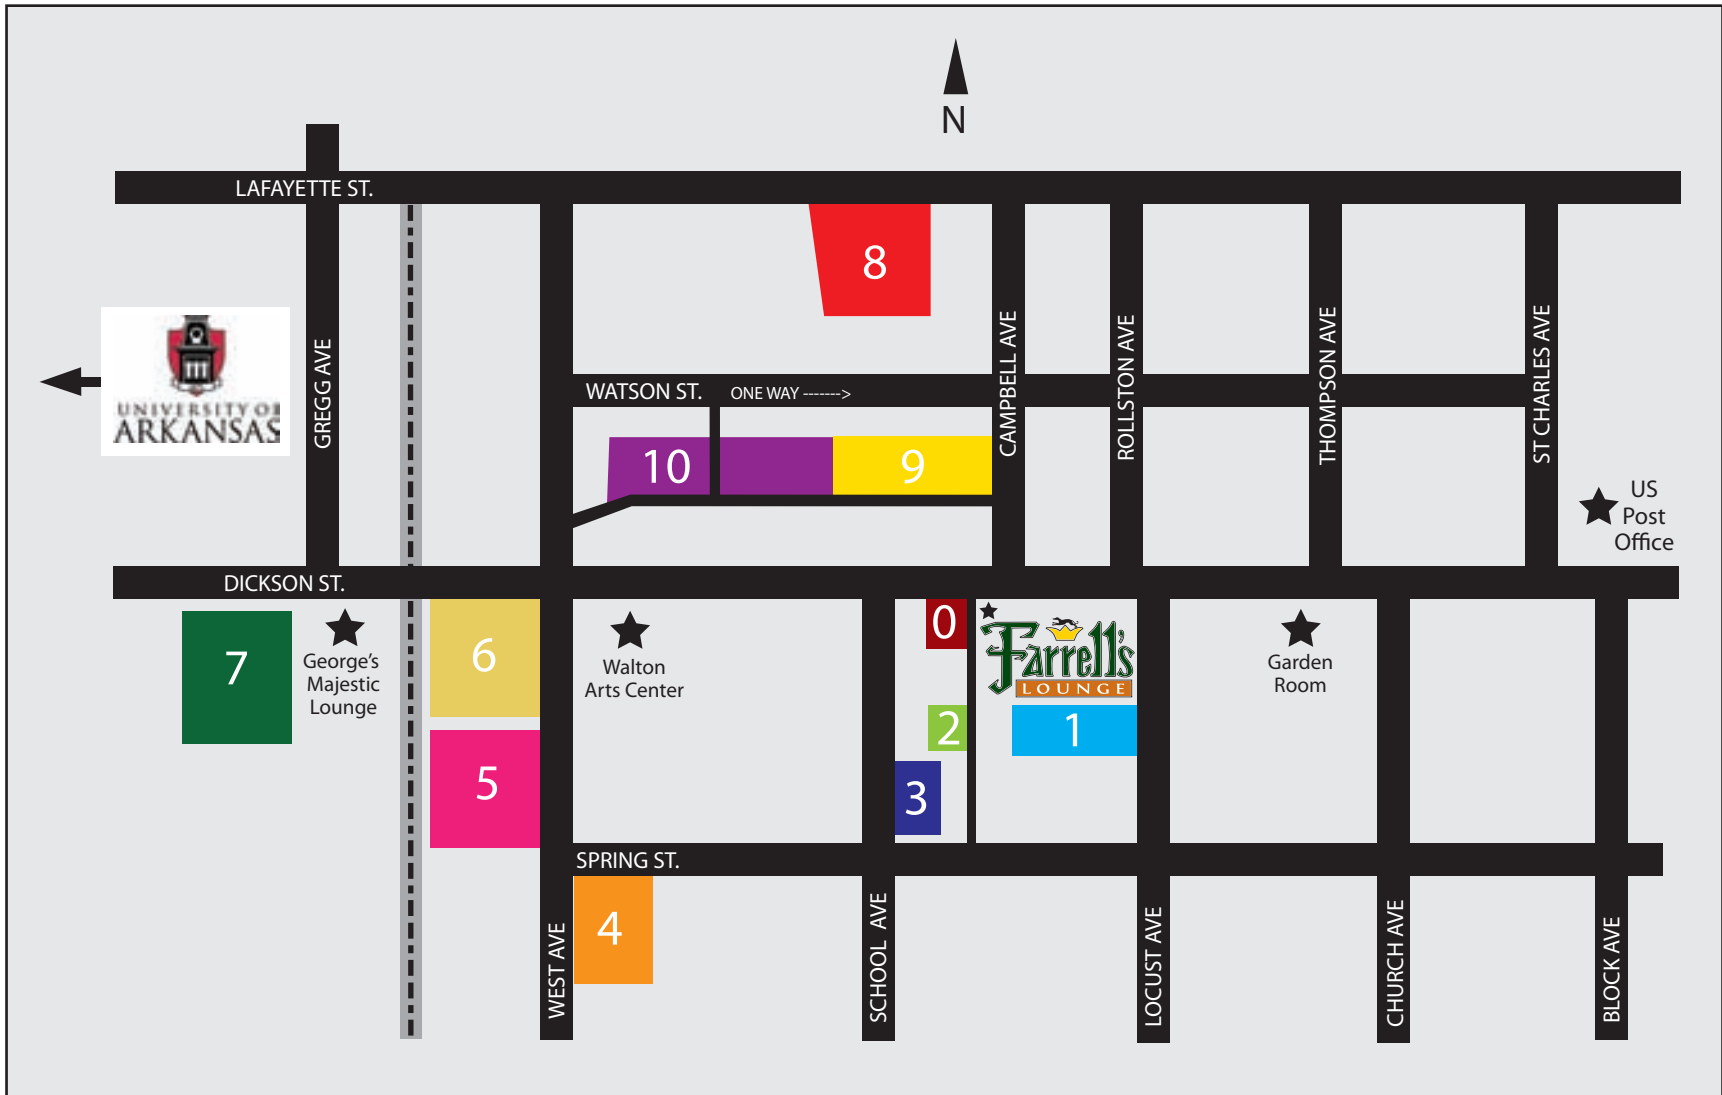 N
LAFAYETTE ST.
8
GREGG AVE
CAMPBELL AVE
ROLLSTON AVE
THOMPSON AVE
ST CHARLES AVE
UNIVERSITY OF
ARKANSAS
WATSON ST. ONE WAY ------->
10
9
US
Post
Office
DICKSON ST.
7
George's
Majestic
Lounge
6
Walton
Arts Center
0
Farrell's
LOUNGE
Garden
Room
5
2
1
3
SPRING ST.
4
WEST AVE
SCHOOL AVE
LOCUST AVE
CHURCH AVE
BLOCK AVE